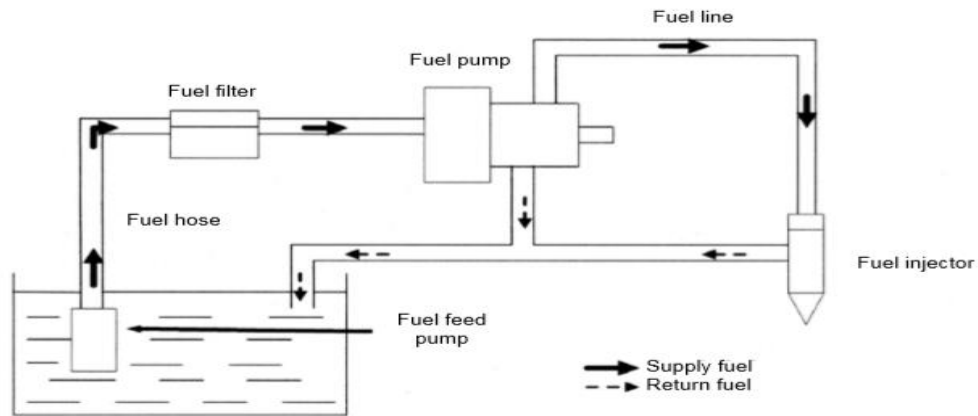 Fuel line
Fuel pump
Fuel filter
Fuel hose
Fuel injector
Fuel feed
pump
Supply fuel
Return fuel